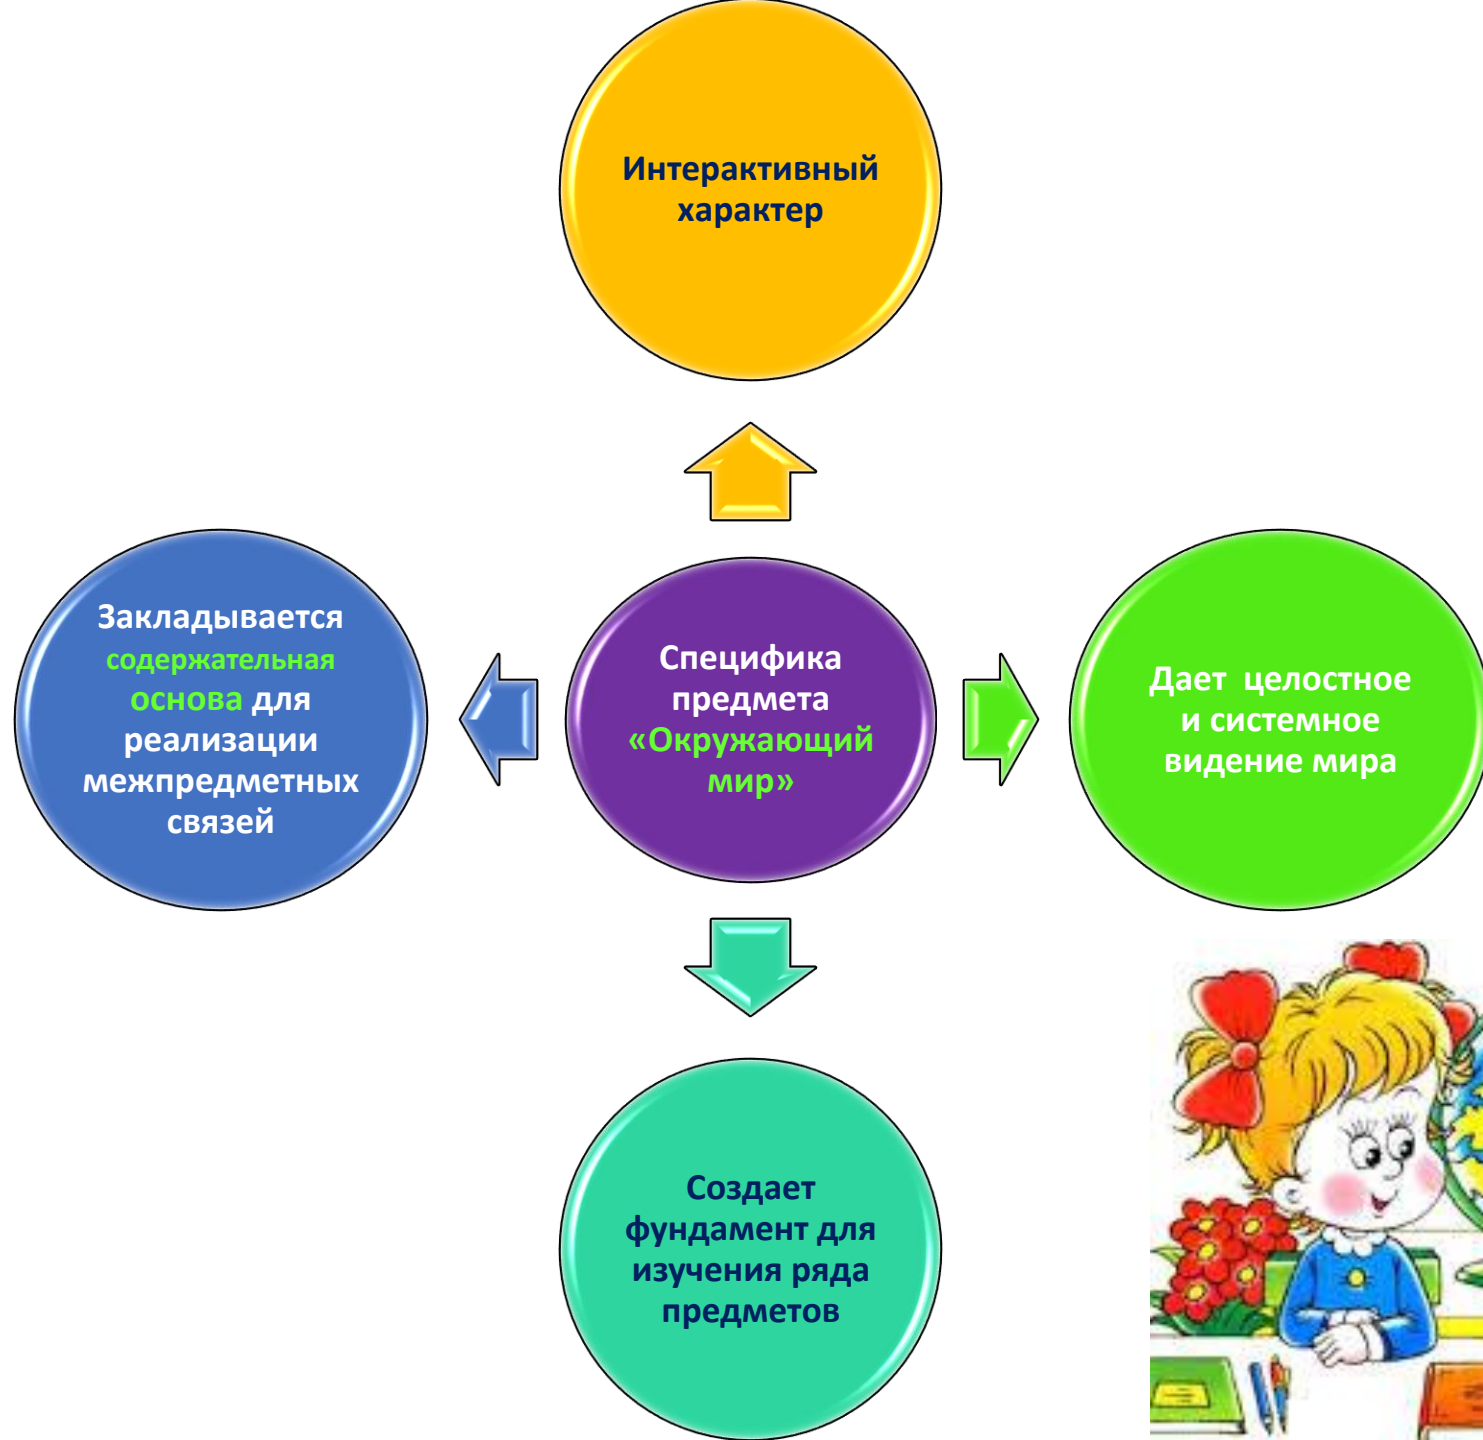 Интерактивный
характер
Закладывается
содержательная
основа для
реализации
межпредметных
связей
Специфика
предмета
«Окружающий
мир»
Дает  целостное
и системное
видение мира
Создает
фундамент для
изучения ряда
предметов